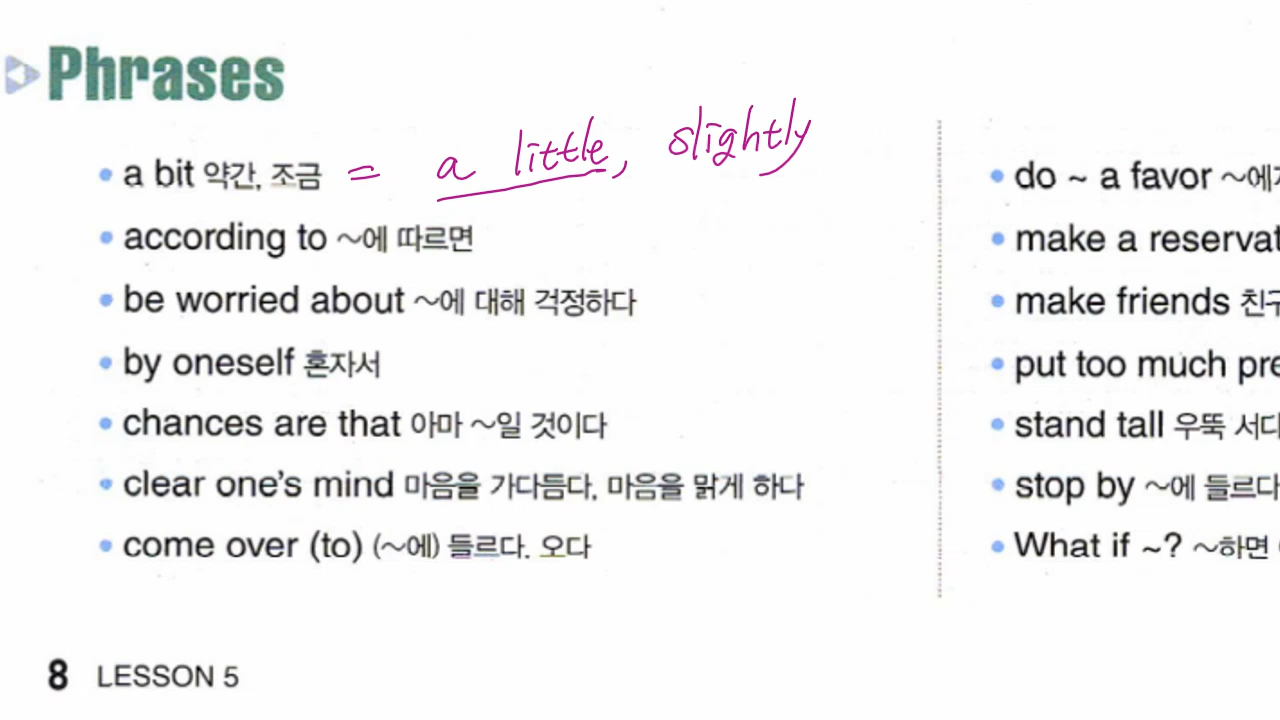 Phrases
• a bit 약간, 조금 = a little, slightly
• according to ~에 따르면
• be worried about ~에 대해 걱정하다
• by oneself 혼자서
• chances are that 아마 ~일 것이다
• clear one's mind 마음을 가다듬다, 마음을 맑게 하다
• come over (to) (~에) 들르다, 오다
• do ~ a favor
• make a
• make friends
• put too much
• stand tall 우뚝
• stop by ~에 들르다
• What if ~? ~하면
8 LESSON 5